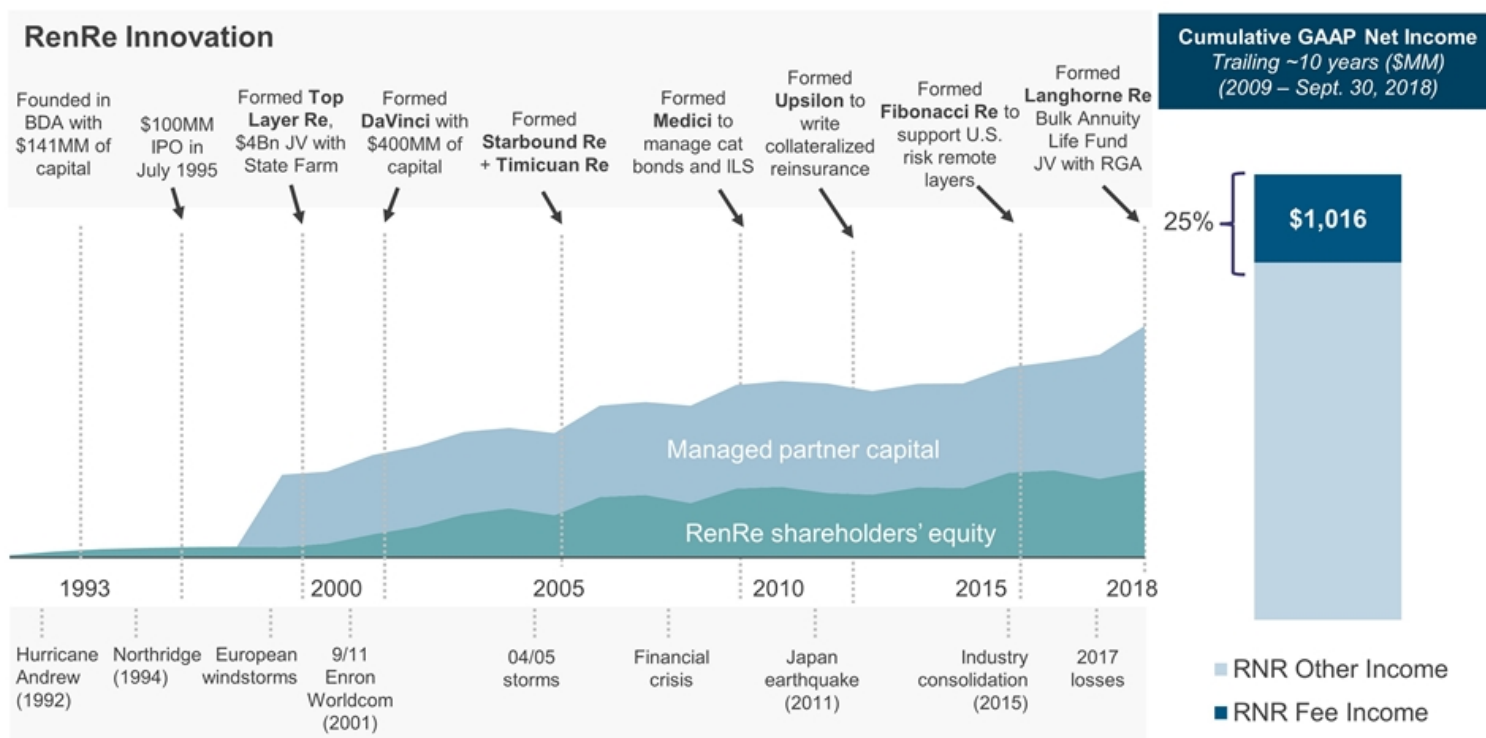 RenRe Innovation
Founded in
BDA with
$141MM of
capital
$100MM
IPO in
July 1995
Formed Top
Layer Re,
$4Bn JV with
State Farm
Formed
DaVinci with
$400MM of
capital
Formed
Starbound Re
+ Timicuan Re
Formed
Medici to
manage cat
bonds and ILS
Formed
Upsilon to
write
collateralized
reinsurance
Formed
Fibonacci Re to
support U.S.
risk remote
layers
Formed
Langhorne Re
Bulk Annuity
Life Fund
JV with RGA
Managed partner capital
RenRe shareholders' equity
1993
2000
2005
2010
2015
2018
Hurricane
Andrew
(1992)
Northridge
(1994)
European
windstorms
9/11
Enron
Worldcom
(2001)
04/05
storms
Financial
crisis
Japan
earthquake
(2011)
Industry
consolidation
(2015)
2017
losses
Cumulative GAAP Net Income
Trailing ~10 years ($MM)
(2009 – Sept. 30, 2018)
25%
$1,016
RNR Other Income
RNR Fee Income